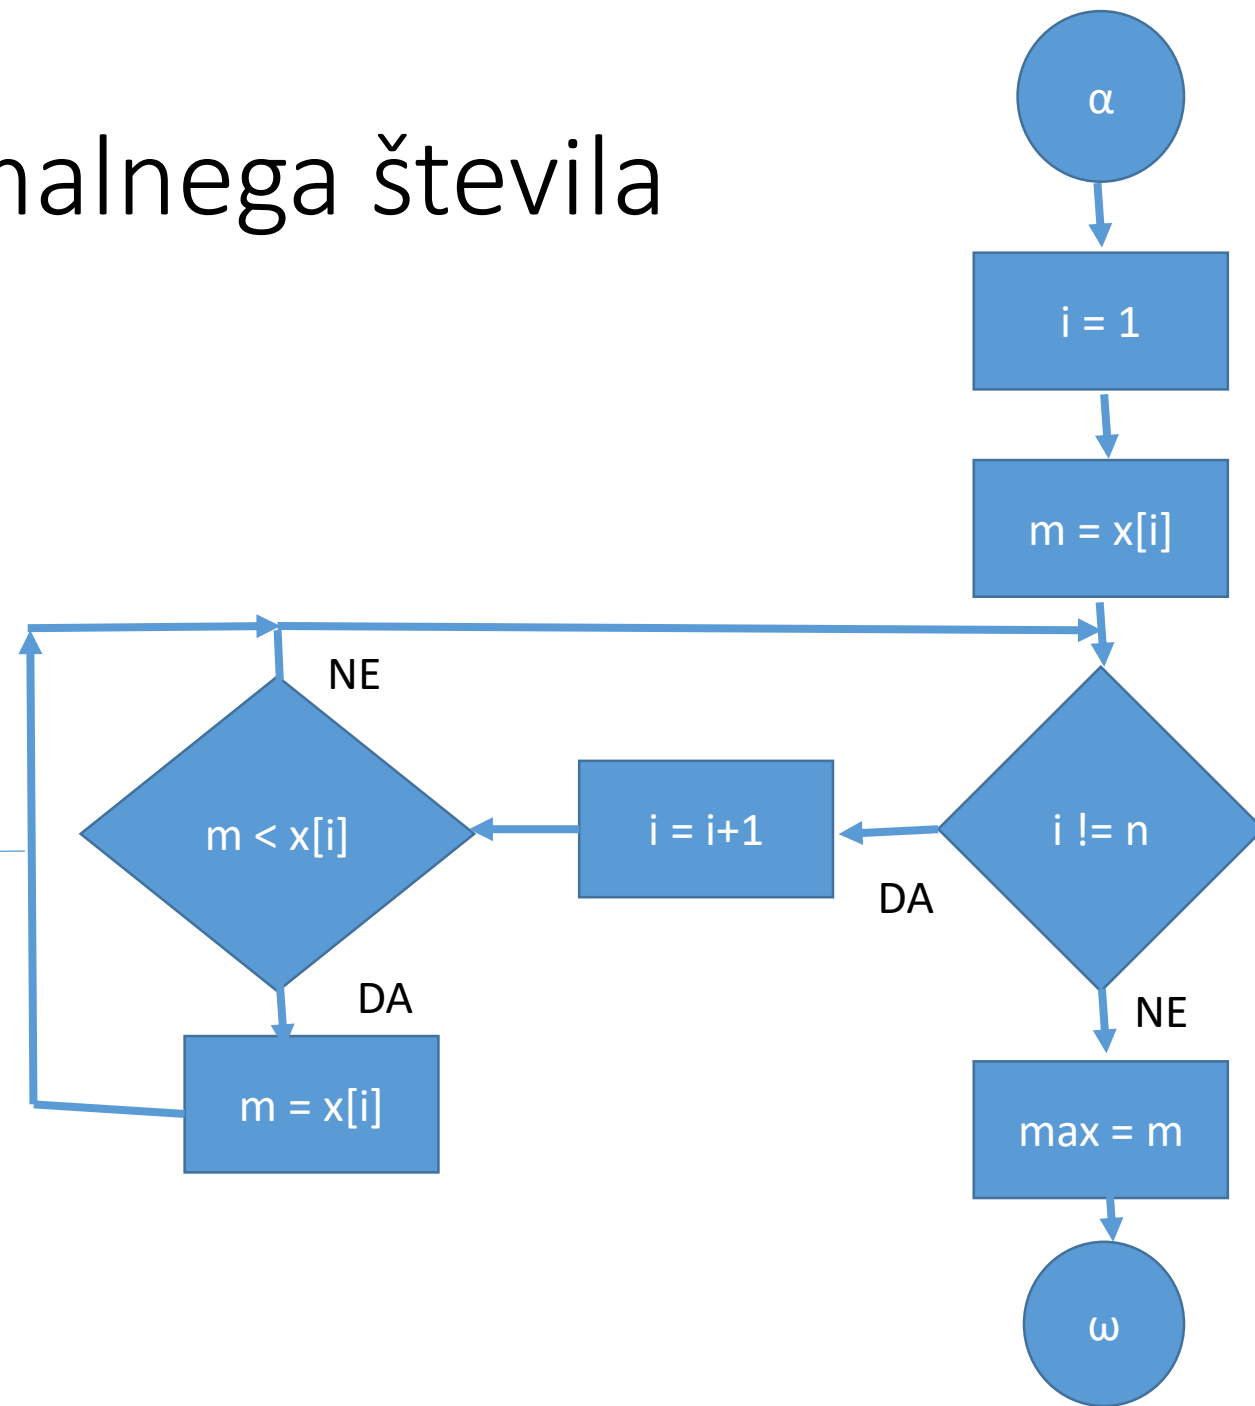 nalnega števila
α
i = 1
m = x[i]
i != n
DA
i = i+1
m < x[i]
NE
DA
m = x[i]
NE
max = m
ω